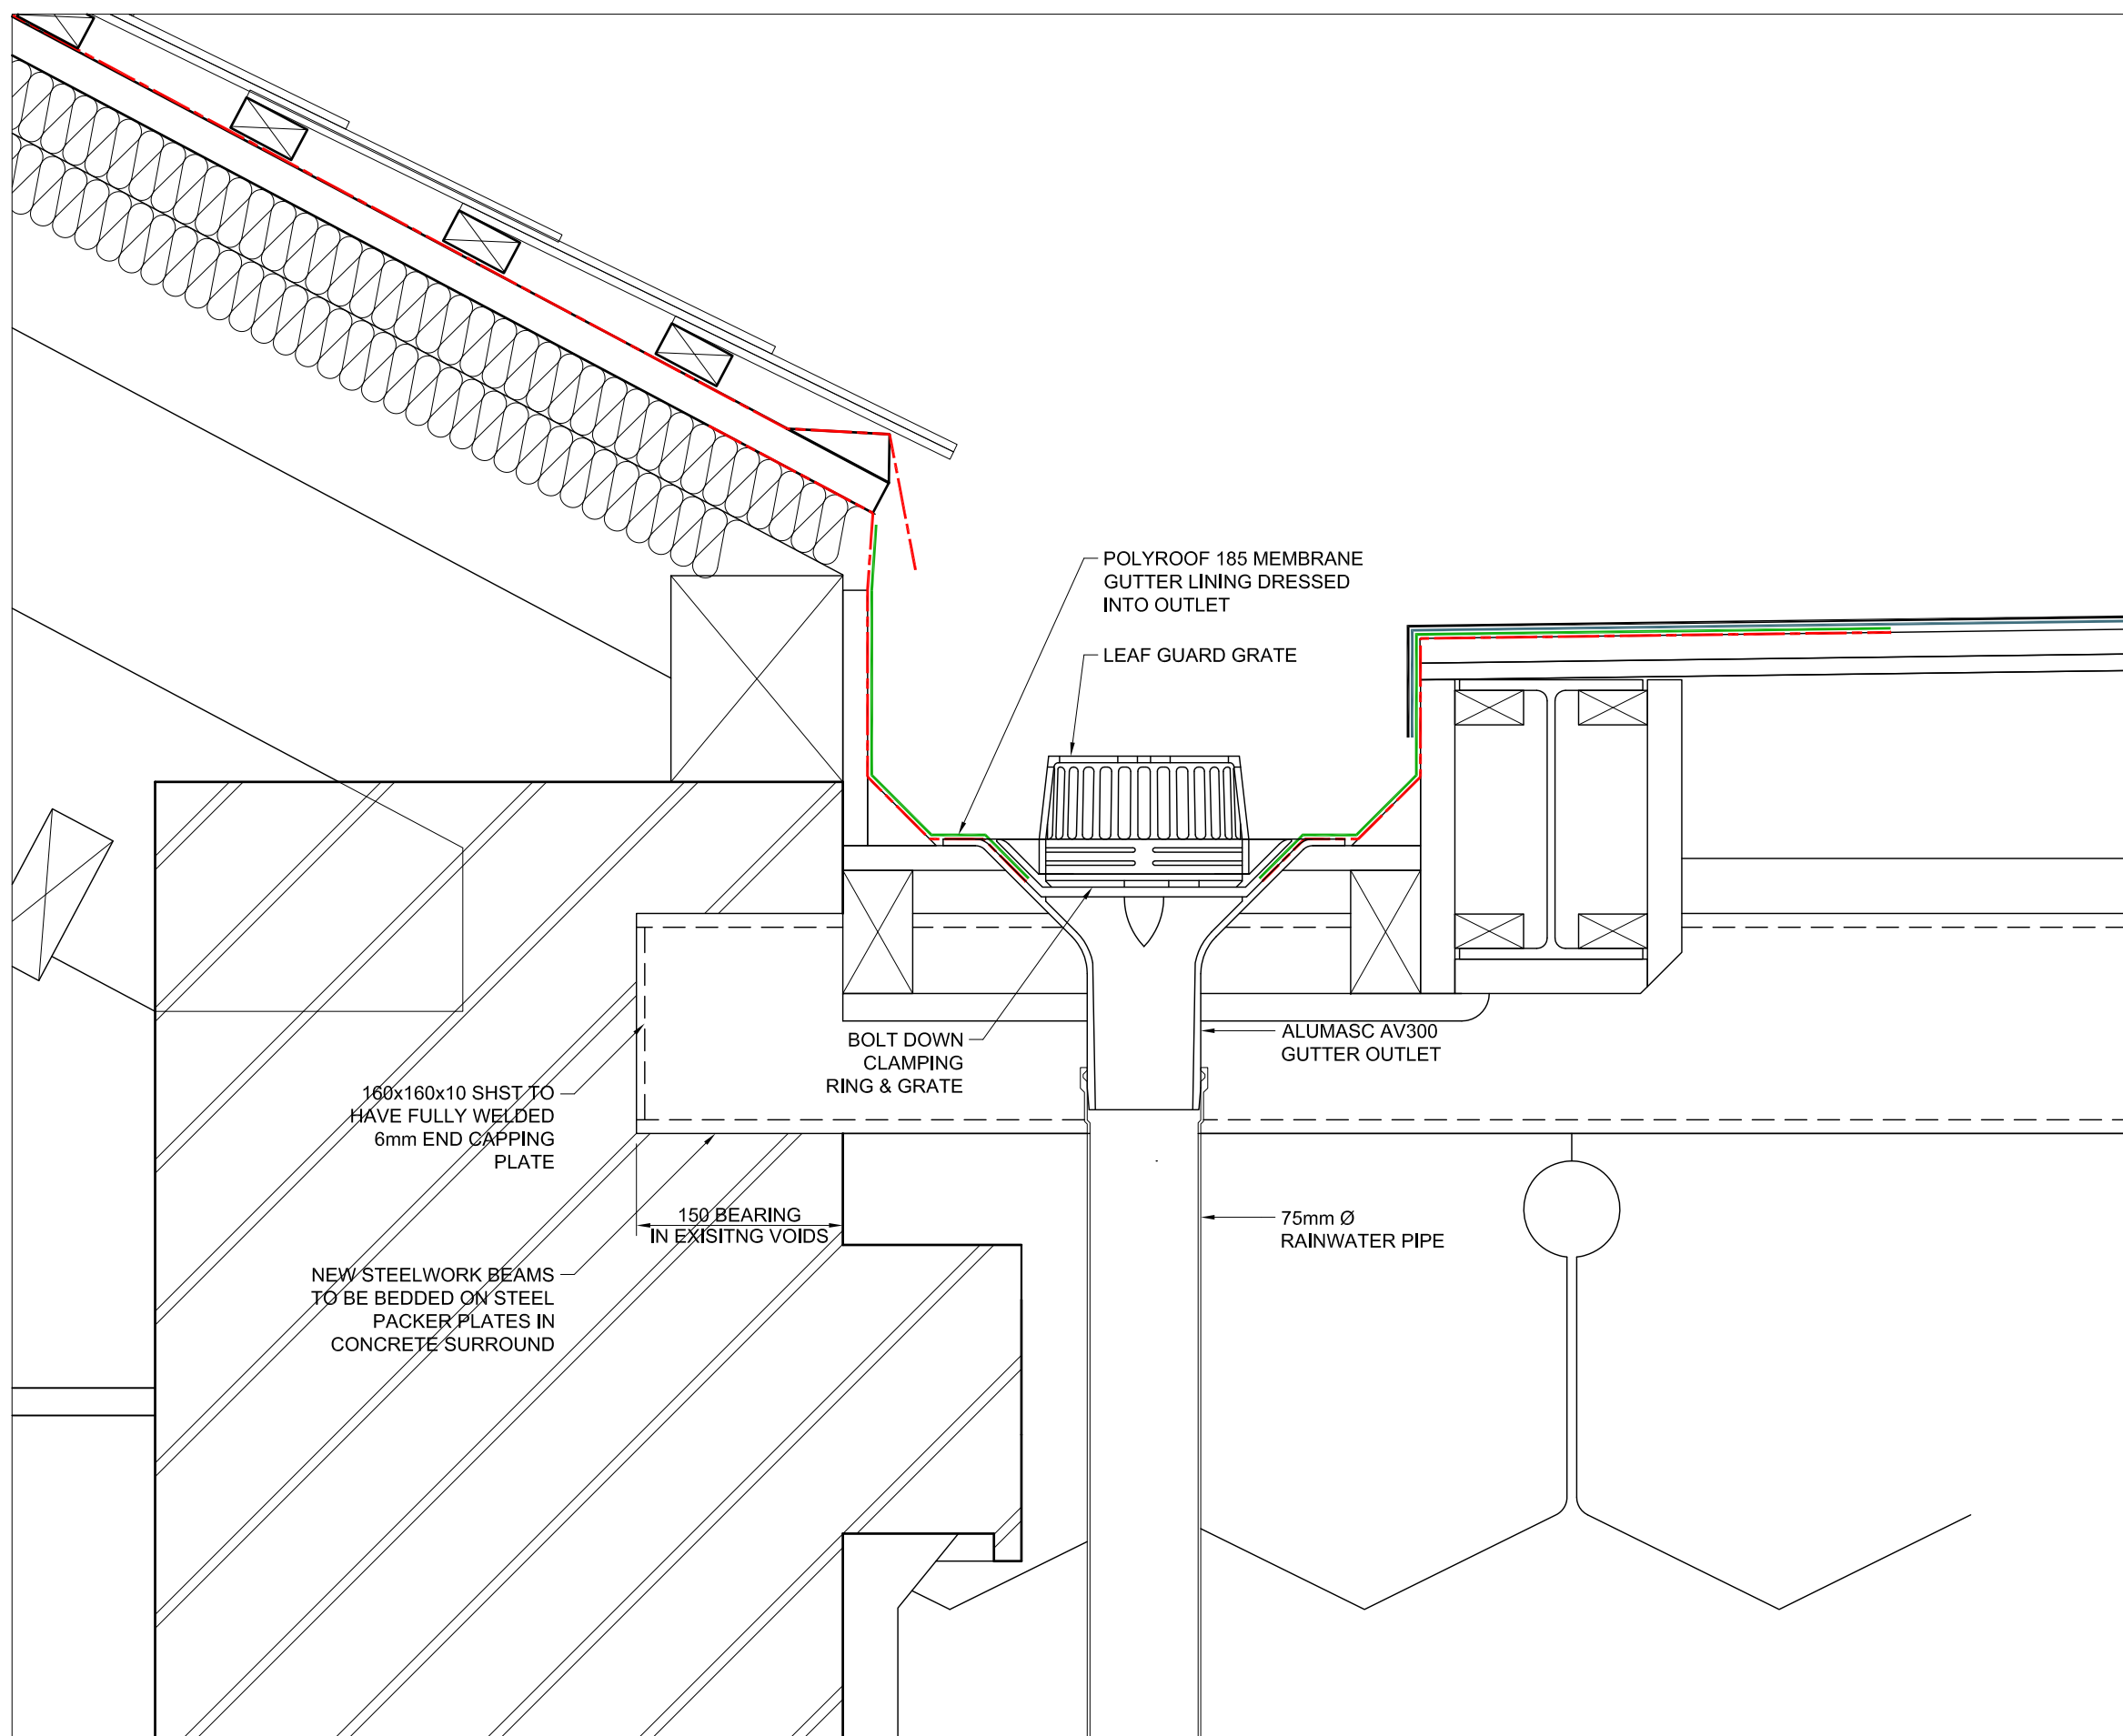 POLYROOF 185 MEMBRANE
GUTTER LINING DRESSED
INTO OUTLET
LEAF GUARD GRATE
BOLT DOWN
CLAMPING
RING & GRATE
ALUMASC AV300
GUTTER OUTLET
160x160x10 SHST TO
HAVE FULLY WELDED
6mm END CAPPING
PLATE
150 BEARING
IN EXISITNG VOIDS
75mm Ø
RAINWATER PIPE
NEW STEELWORK BEAMS
TO BE BEDDED ON STEEL
PACKER PLATES IN
CONCRETE SURROUND